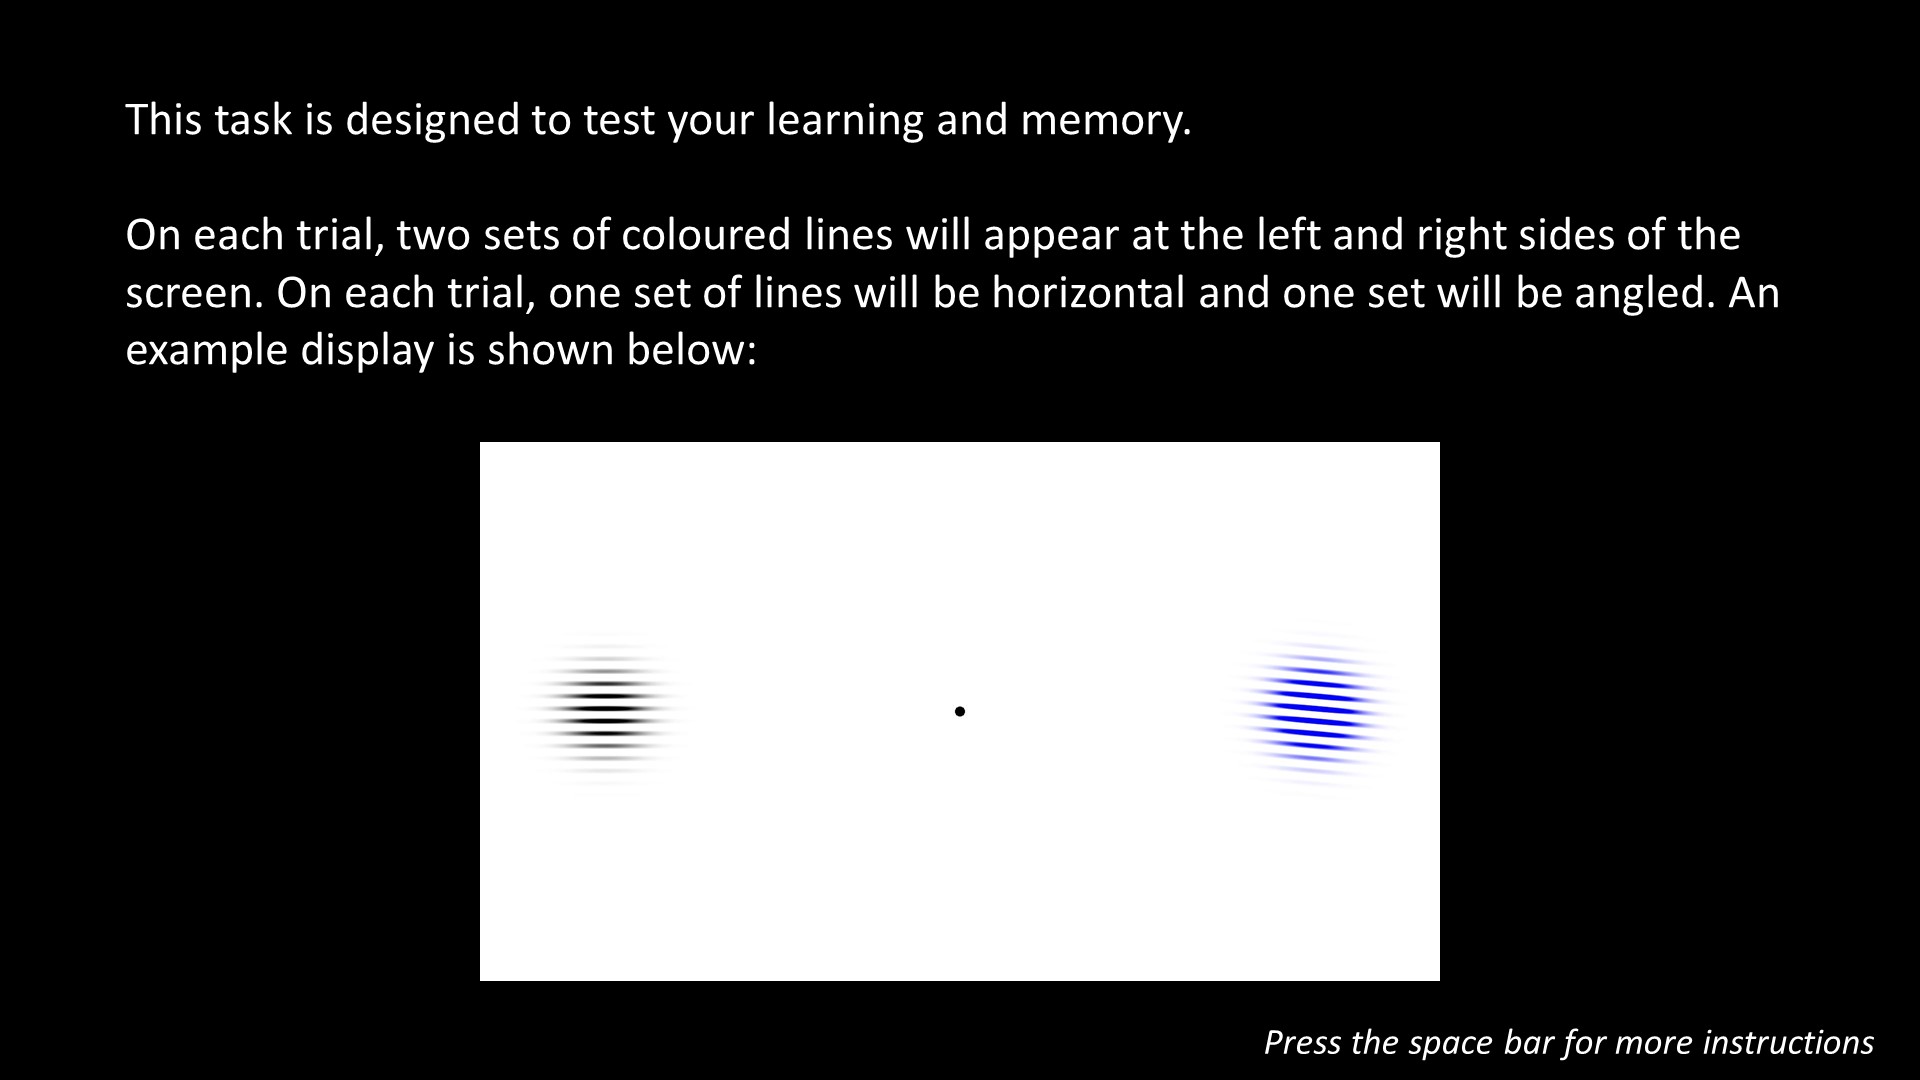 This task is designed to test your learning and memory.
On each trial, two sets of coloured lines will appear at the left and right sides of the
screen. On each trial, one set of lines will be horizontal and one set will be angled. An
example display is shown below:
Press the space bar for more instructions